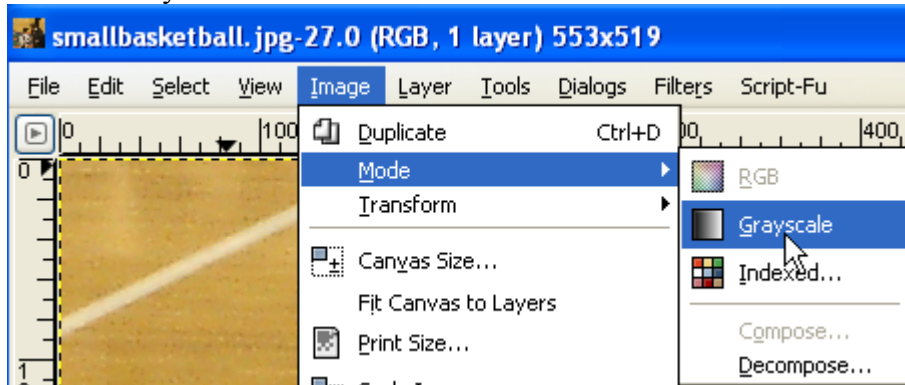 smallbasketball.jpg-27.0 (RGB, 1 layer) 553x519
File Edit Select View Image Layer Tools Dialogs Filters Script-Fu
0 100 00 400
Duplicate Ctrl+D
0
Mode
RGB
Transform
Grayscale
Canvas Size...
Indexed...
Fit Canvas to Layers
Print Size...
Compose...
1
Decompose...